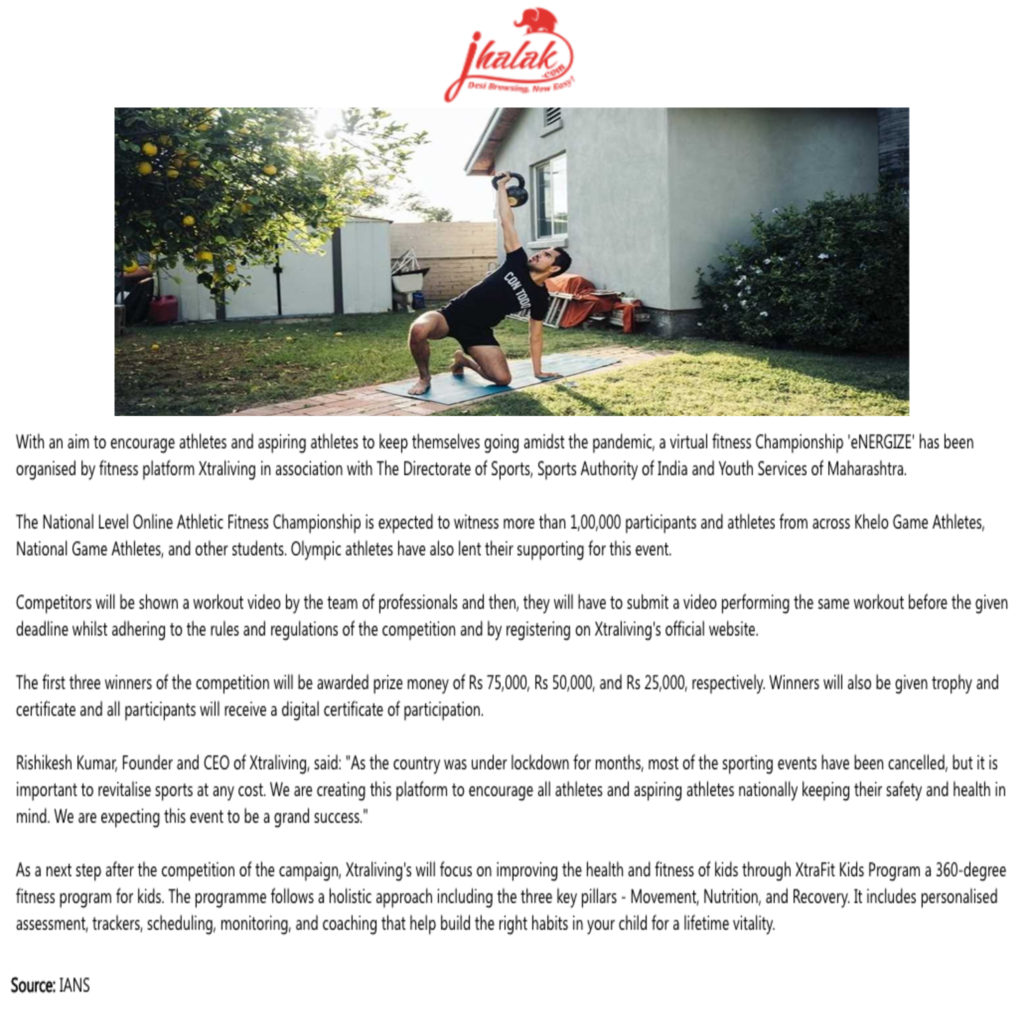 jhalak
.com
Desi Browsing, Now Easy!
CON TODO
With an aim to encourage athletes and aspiring athletes to keep themselves going amidst the pandemic, a virtual fitness Championship 'eNERGIZE' has been
organised by fitness platform Xtraliving in association with The Directorate of Sports, Sports Authority of India and Youth Services of Maharashtra.
The National Level Online Athletic Fitness Championship is expected to witness more than 1,00,000 participants and athletes from across Khelo Game Athletes,
National Game Athletes, and other students. Olympic athletes have also lent their supporting for this event.
Competitors will be shown a workout video by the team of professionals and then, they will have to submit a video performing the same workout before the given
deadline whilst adhering to the rules and regulations of the competition and by registering on Xtraliving's official website.
The first three winners of the competition will be awarded prize money of Rs 75,000, Rs 50,000, and Rs 25,000, respectively. Winners will also be given trophy and
certificate and all participants will receive a digital certificate of participation.
Rishikesh Kumar, Founder and CEO of Xtraliving, said: "As the country was under lockdown for months, most of the sporting events have been cancelled, but it is
important to revitalise sports at any cost. We are creating this platform to encourage all athletes and aspiring athletes nationally keeping their safety and health in
mind. We are expecting this event to be a grand success."
As a next step after the competition of the campaign, Xtraliving's will focus on improving the health and fitness of kids through XtraFit Kids Program a 360-degree
fitness program for kids. The programme follows a holistic approach including the three key pillars - Movement, Nutrition, and Recovery. It includes personalised
assessment, trackers, scheduling, monitoring, and coaching that help build the right habits in your child for a lifetime vitality.
Source: IANS